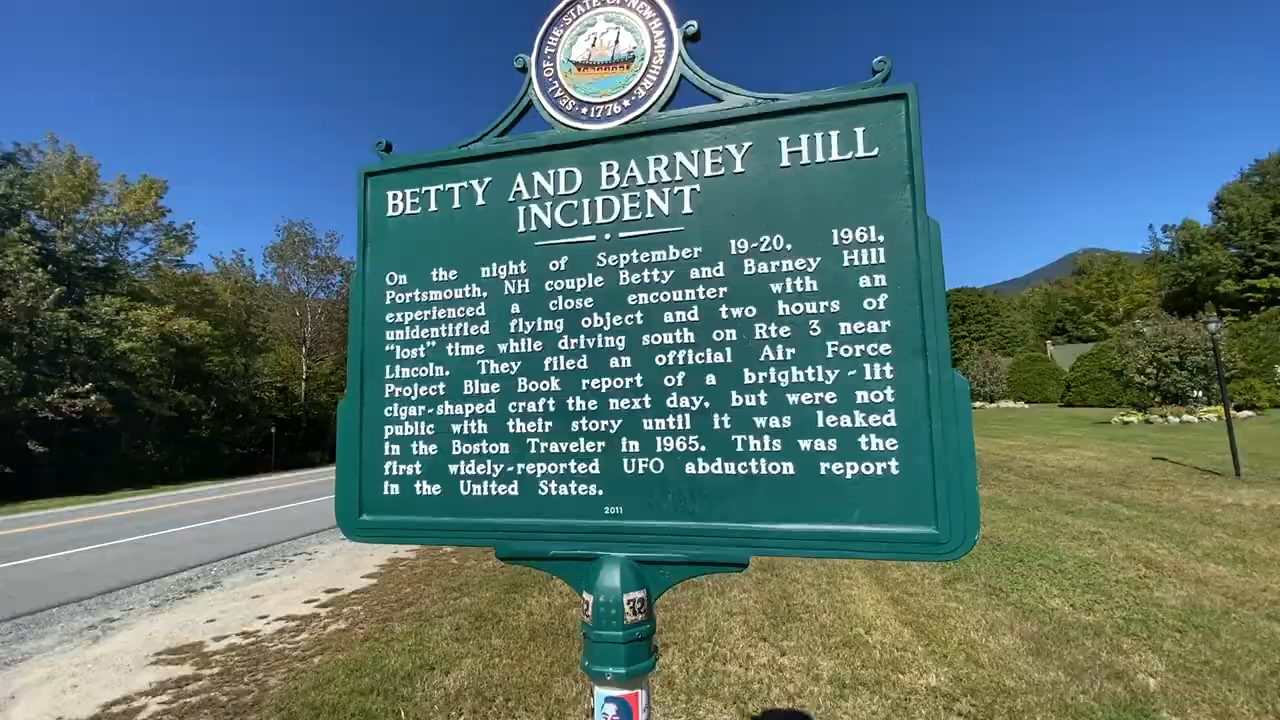 SEAL · OF · THE · STATE · OF · NEW HAMPSHIRE ·
★ 1776 ★
BETTY AND BARNEY HILL
INCIDENT
On the night of September 19-20, 1961,
Portsmouth, NH couple Betty and Barney Hill
experienced a close encounter with an
unidentified flying object and two hours of
"lost" time while driving south on Rte 3 near
Lincoln. They filed an official Air Force
Project Blue Book report of a brightly-lit
cigar-shaped craft the next day, but were not
public with their story until it was leaked
in the Boston Traveler in 1965. This was the
first widely-reported UFO abduction report
in the United States.
2011